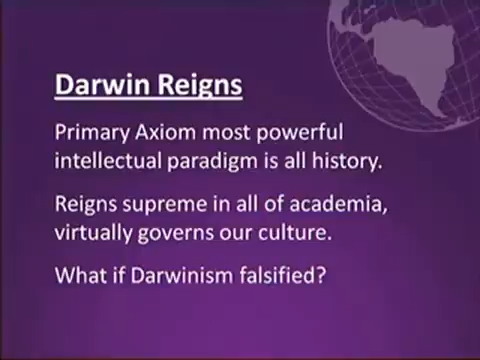 Darwin Reigns
Primary Axiom most powerful
intellectual paradigm is all history.
Reigns supreme in all of academia,
virtually governs our culture.
What if Darwinism falsified?